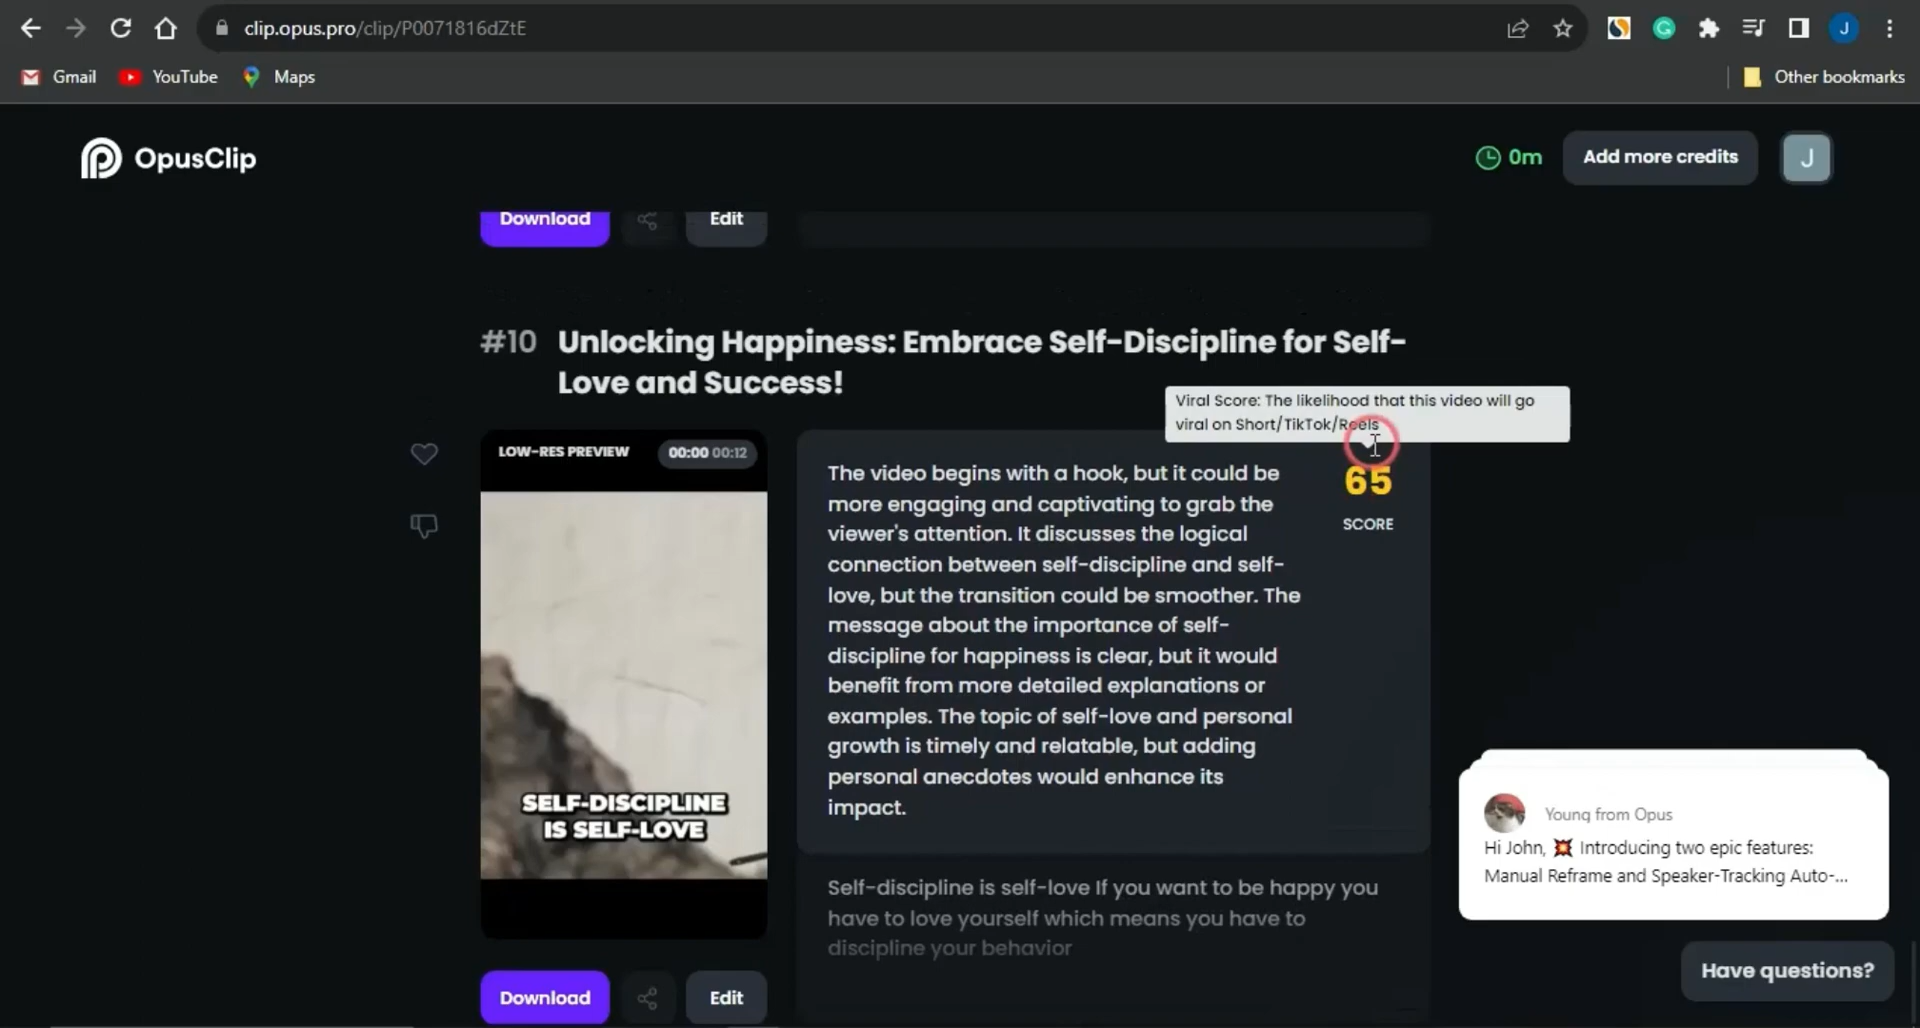 clip.opus.pro/clip/P0071816dZtE
J
Gmail
YouTube
Maps
Other bookmarks
OpusClip
0m
Add more credits
J
Download
Edit
#10 Unlocking Happiness: Embrace Self-Discipline for Self-
Love and Success!
Viral Score: The likelihood that this video will go
viral on Short/TikTok/Reels
LOW-RES PREVIEW
00:00 00:12
SELF-DISCIPLINE
IS SELF-LOVE
The video begins with a hook, but it could be
more engaging and captivating to grab the
viewer's attention. It discusses the logical
connection between self-discipline and self-
love, but the transition could be smoother. The
message about the importance of self-
discipline for happiness is clear, but it would
benefit from more detailed explanations or
examples. The topic of self-love and personal
growth is timely and relatable, but adding
personal anecdotes would enhance its
impact.
65
SCORE
Self-discipline is self-love If you want to be happy you
have to love yourself which means you have to
discipline your behavior
Download
Edit
Young from Opus
Hi John, 💥 Introducing two epic features:
Manual Reframe and Speaker-Tracking Auto-...
Have questions?